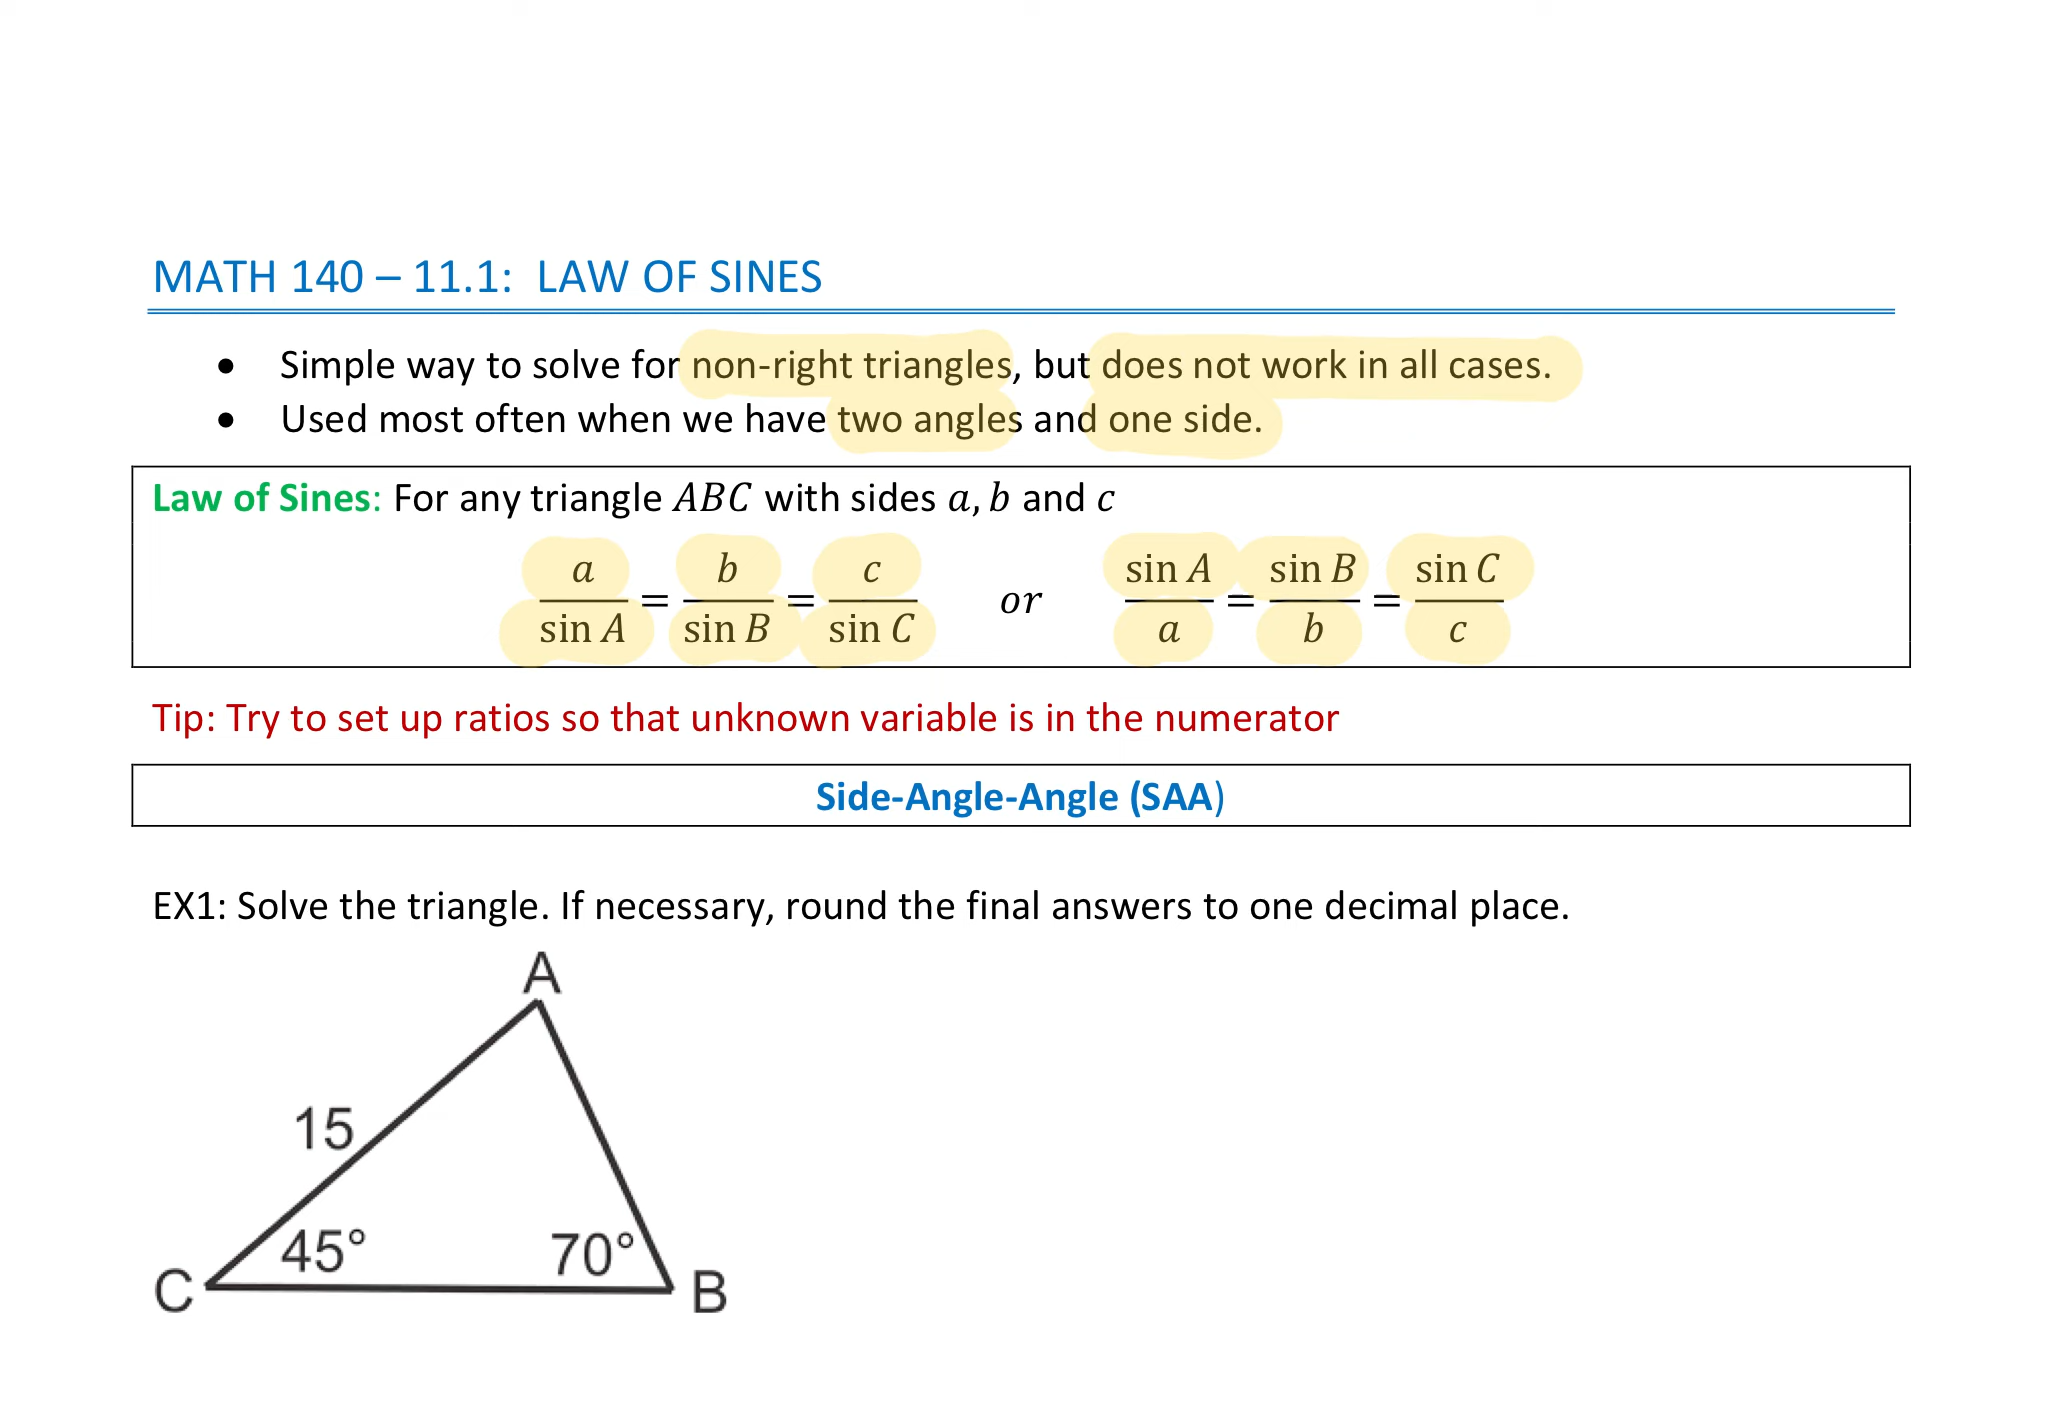 MATH 140 – 11.1: LAW OF SINES
• Simple way to solve for non-right triangles, but does not work in all cases.
• Used most often when we have two angles and one side.
Law of Sines: For any triangle ABC with sides a, b and c
a/sin A = b/sin B = c/sin C or sin A/a = sin B/b = sin C/c
Tip: Try to set up ratios so that unknown variable is in the numerator
Side-Angle-Angle (SAA)
EX1: Solve the triangle. If necessary, round the final answers to one decimal place.
A
15
45° 70°
C B